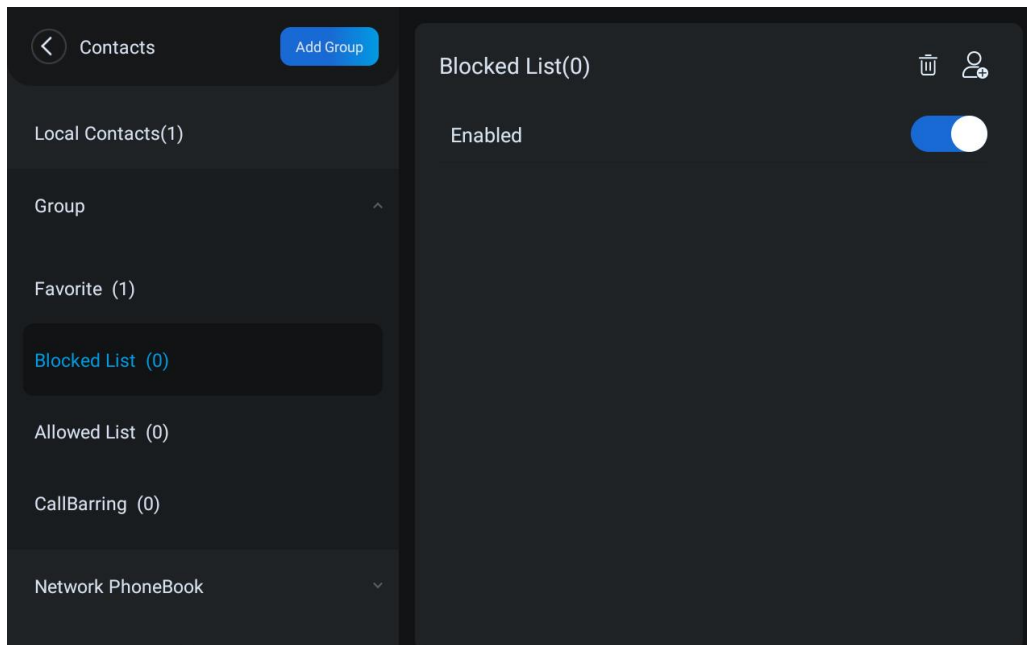 Contacts
Add Group
Local Contacts(1)
Group
Favorite (1)
Blocked List (0)
Allowed List (0)
CallBarring (0)
Network PhoneBook
Blocked List(0)
Enabled